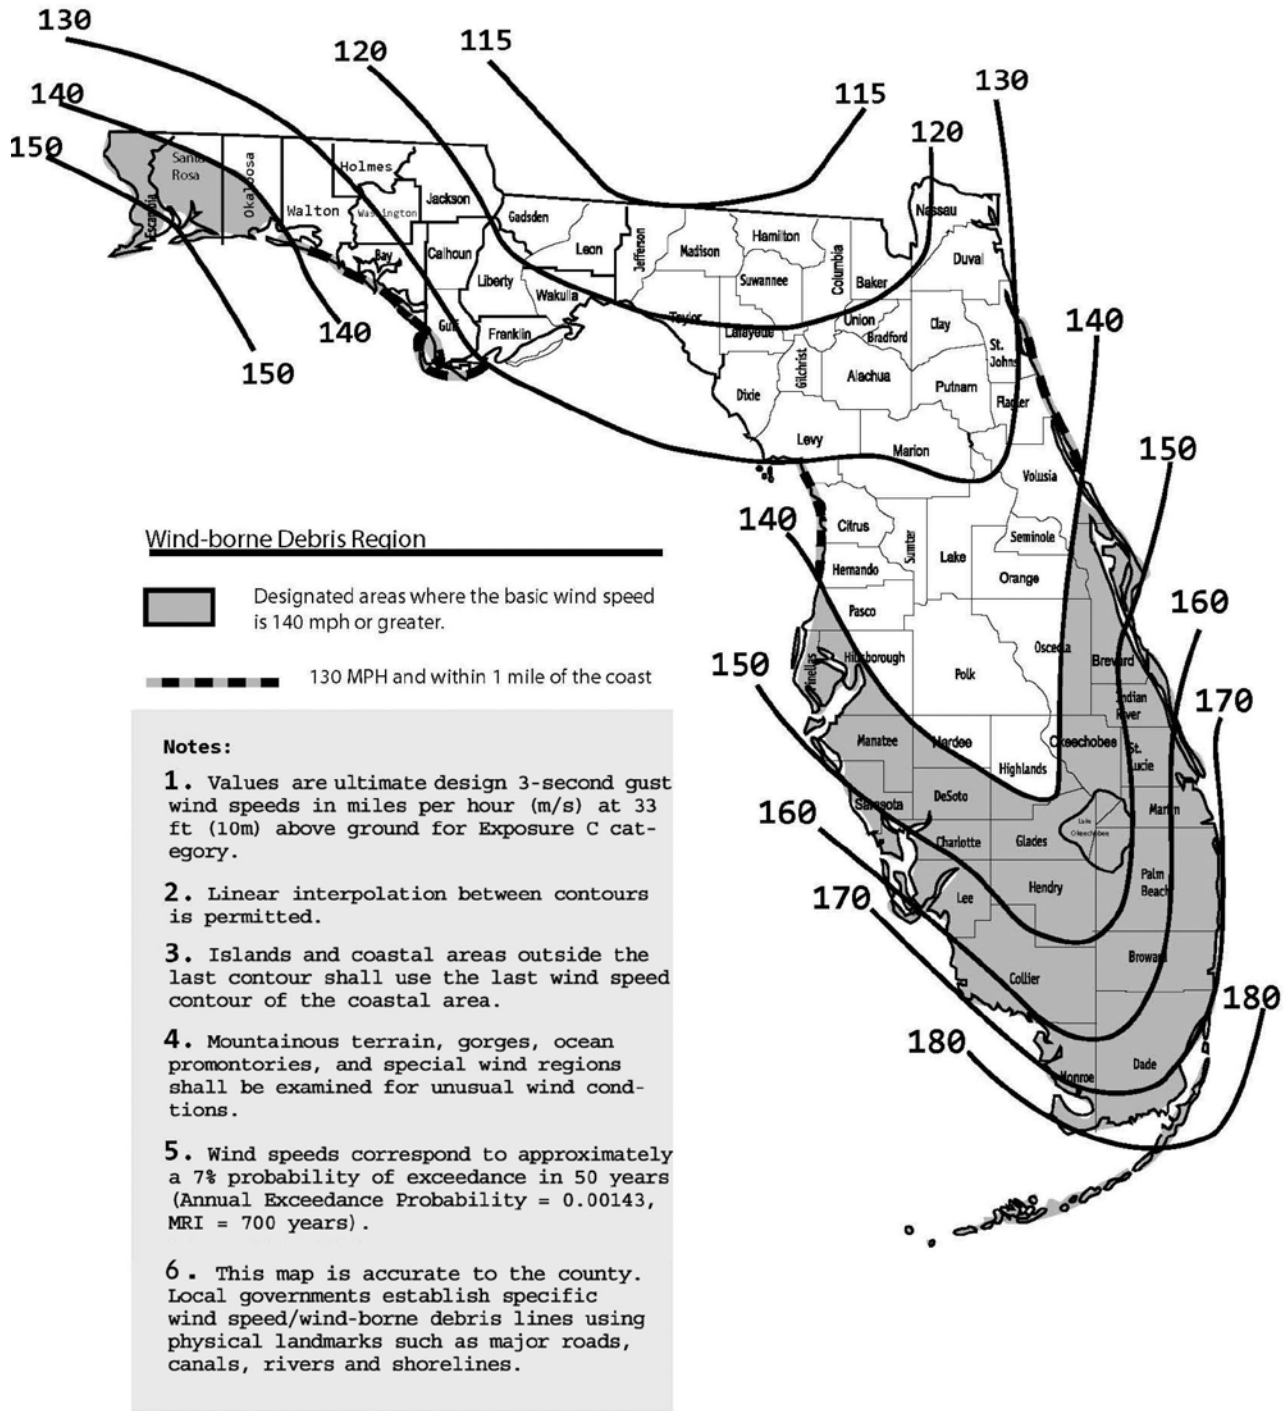 130
115
120
115
130
140
120
150
Santa
Rosa
Escambia
Okaloosa
Holmes
Walton
Washington
Jackson
Bay
Calhoun
Gulf
Gadsden
Liberty
Franklin
Leon
Wakulla
Jefferson
Madison
Taylor
Hamilton
Suwannee
Lafayette
Columbia
Baker
Nassau
Duval
Union
Bradford
Clay
St.
Johns
Dixie
Gilchrist
Alachua
Putnam
Flagler
Levy
Marion
Volusia
140
150
140
150
140
Citrus
Sumter
Lake
Seminole
Hernando
Orange
Pasco
Osceola
Brevard
160
150
Pinellas
Hillsborough
Polk
Indian
River
170
Manatee
Hardee
Highlands
Okeechobee
St.
Lucie
Sarasota
DeSoto
Martin
160
Charlotte
Glades
Lake
Okeechobee
170
Lee
Hendry
Palm
Beach
Collier
Broward
180
180
Monroe
Dade
Wind-borne Debris Region
Designated areas where the basic wind speed
is 140 mph or greater.
130 MPH and within 1 mile of the coast
Notes:
1. Values are ultimate design 3-second gust
wind speeds in miles per hour (m/s) at 33
ft (10m) above ground for Exposure C cat-
egory.
2. Linear interpolation between contours
is permitted.
3. Islands and coastal areas outside the
last contour shall use the last wind speed
contour of the coastal area.
4. Mountainous terrain, gorges, ocean
promontories, and special wind regions
shall be examined for unusual wind cond-
tions.
5. Wind speeds correspond to approximately
a 7% probability of exceedance in 50 years
(Annual Exceedance Probability = 0.00143,
MRI = 700 years).
6. This map is accurate to the county.
Local governments establish specific
wind speed/wind-borne debris lines using
physical landmarks such as major roads,
canals, rivers and shorelines.